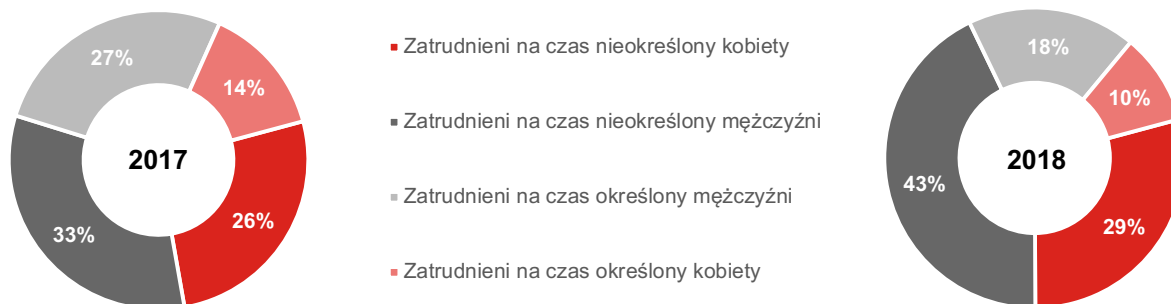 27%
14%
2017
33%
26%
Zatrudnieni na czas nieokreślony kobiety
Zatrudnieni na czas nieokreślony mężczyźni
Zatrudnieni na czas określony mężczyźni
Zatrudnieni na czas określony kobiety
18%
10%
2018
43%
29%